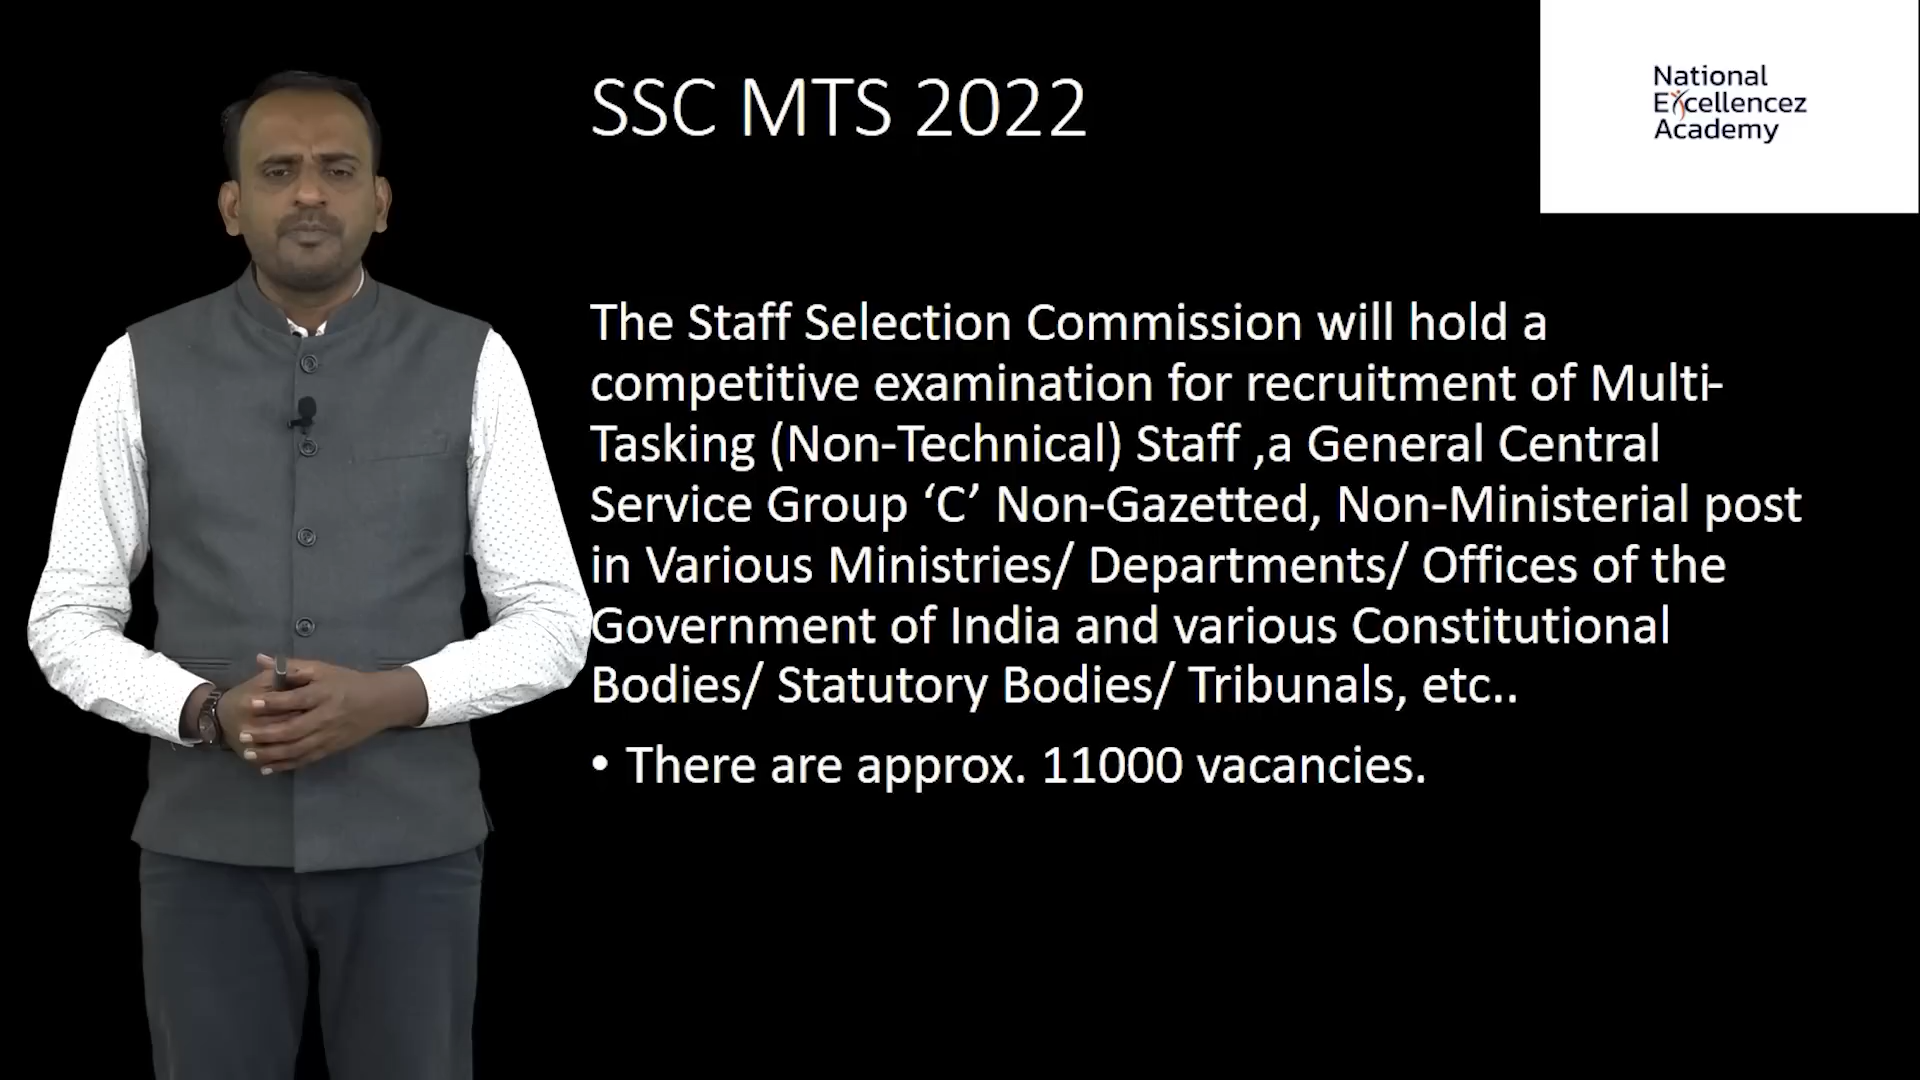 SSC MTS 2022
National
Excellencez
Academy
The Staff Selection Commission will hold a
competitive examination for recruitment of Multi-
Tasking (Non-Technical) Staff ,a General Central
Service Group ‘C’ Non-Gazetted, Non-Ministerial post
in Various Ministries/ Departments/ Offices of the
Government of India and various Constitutional
Bodies/ Statutory Bodies/ Tribunals, etc..
• There are approx. 11000 vacancies.